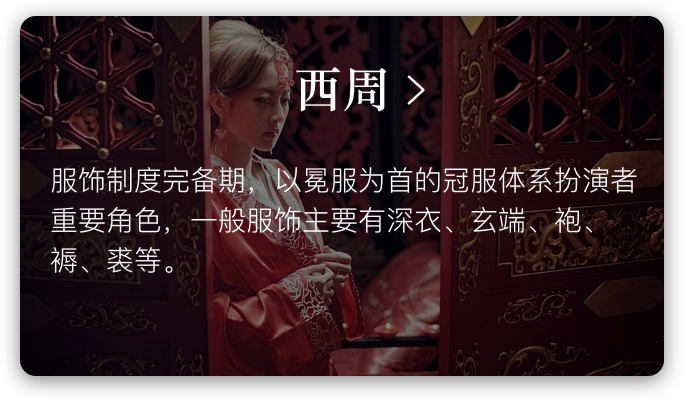 西周 >
服饰制度完备期，以冕服为首的冠服体系扮演者
重要角色，一般服饰主要有深衣、玄端、袍、
褥、裘等。